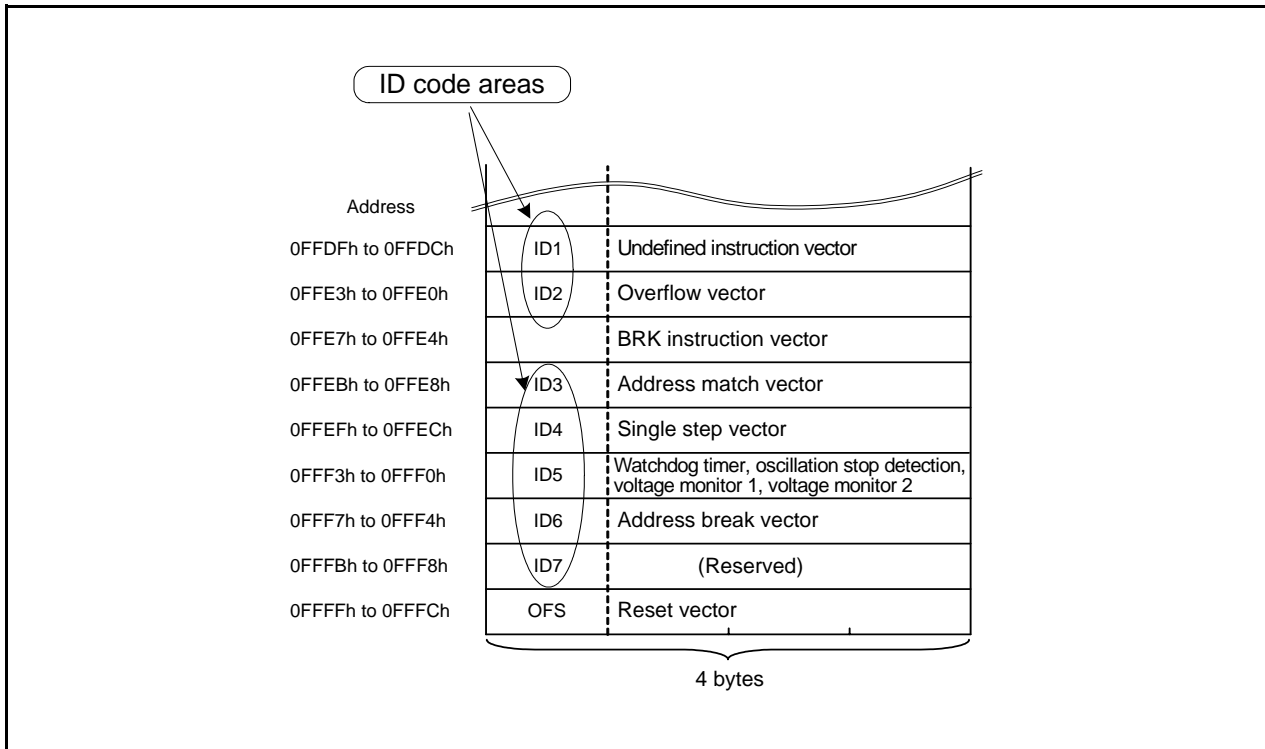 ID code areas
Address
0FFDFh to 0FFDCh ID1 Undefined instruction vector
0FFE3h to 0FFE0h ID2 Overflow vector
0FFE7h to 0FFE4h BRK instruction vector
0FFEBh to 0FFE8h ID3 Address match vector
0FFEFh to 0FFECh ID4 Single step vector
0FFF3h to 0FFF0h ID5 Watchdog timer, oscillation stop detection,
voltage monitor 1, voltage monitor 2
0FFF7h to 0FFF4h ID6 Address break vector
0FFFBh to 0FFF8h ID7 (Reserved)
0FFFFh to 0FFFCh OFS Reset vector
4 bytes